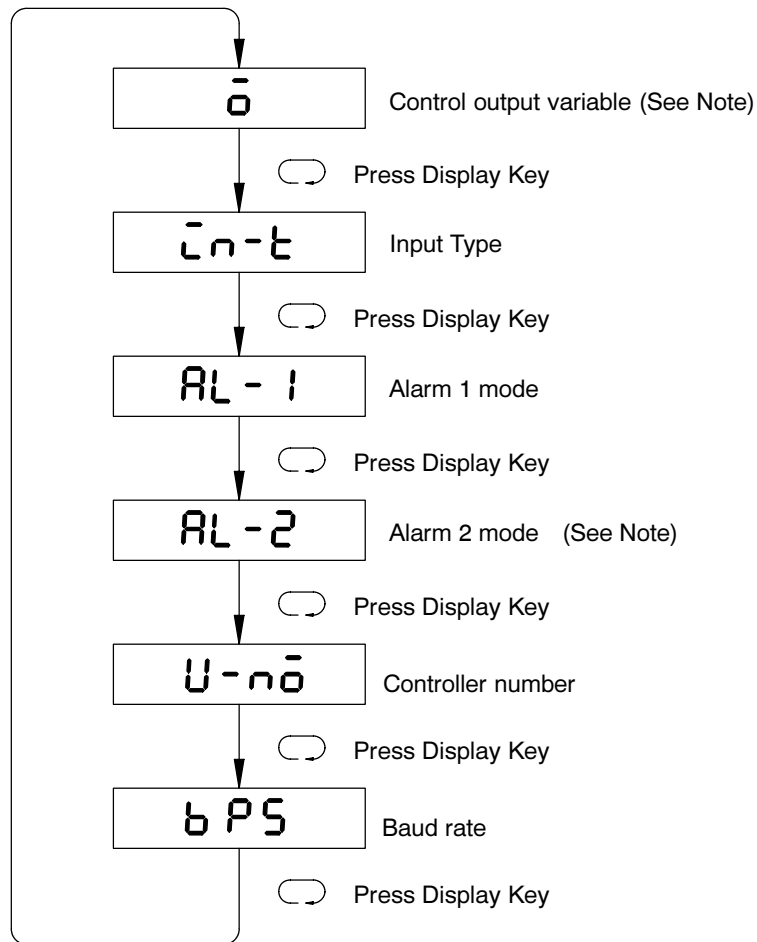 ō Control output variable (See Note)
Press Display Key
īn-t Input Type
Press Display Key
AL-1 Alarm 1 mode
Press Display Key
AL-2 Alarm 2 mode (See Note)
Press Display Key
U-nō Controller number
Press Display Key
bPS Baud rate
Press Display Key